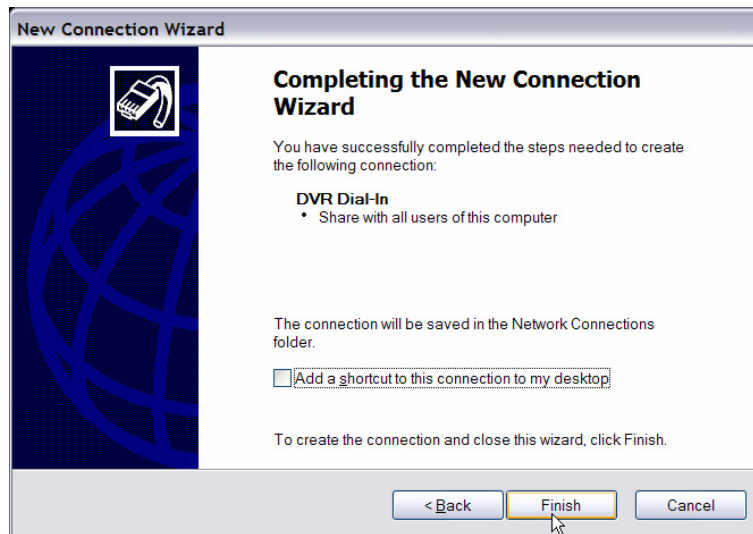 New Connection Wizard
Completing the New Connection
Wizard
You have successfully completed the steps needed to create
the following connection:
DVR Dial-In
• Share with all users of this computer
The connection will be saved in the Network Connections
folder.
Add a shortcut to this connection to my desktop
To create the connection and close this wizard, click Finish.
< Back
Finish
Cancel